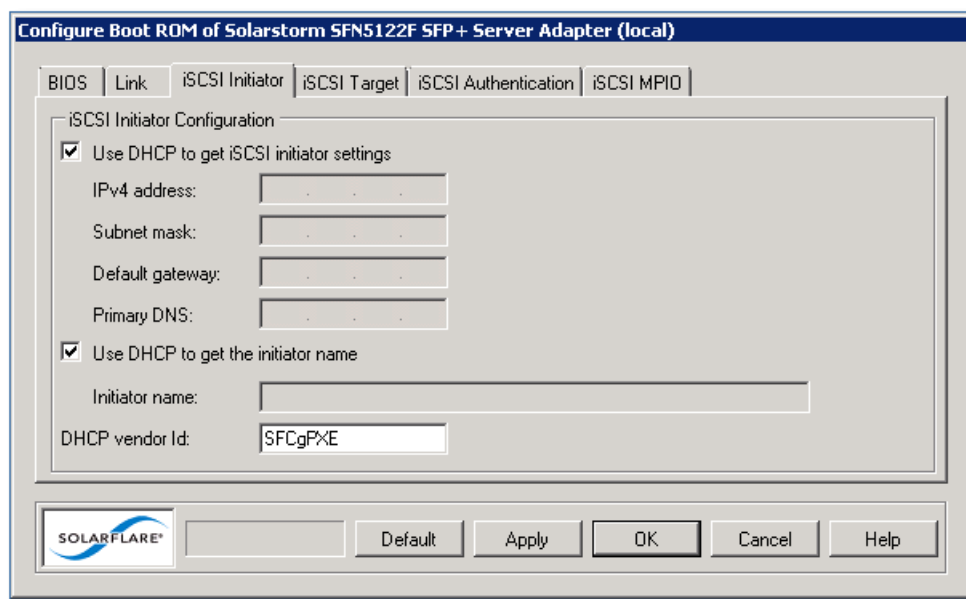 Configure Boot ROM of Solarstorm SFN5122F SFP+ Server Adapter (local)
BIOS Link iSCSI Initiator iSCSI Target iSCSI Authentication iSCSI MPIO
iSCSI Initiator Configuration
Use DHCP to get iSCSI initiator settings
IPv4 address:
Subnet mask:
Default gateway:
Primary DNS:
Use DHCP to get the initiator name
Initiator name:
DHCP vendor Id: SFCgPXE
SOLARFLARE® Default Apply OK Cancel Help